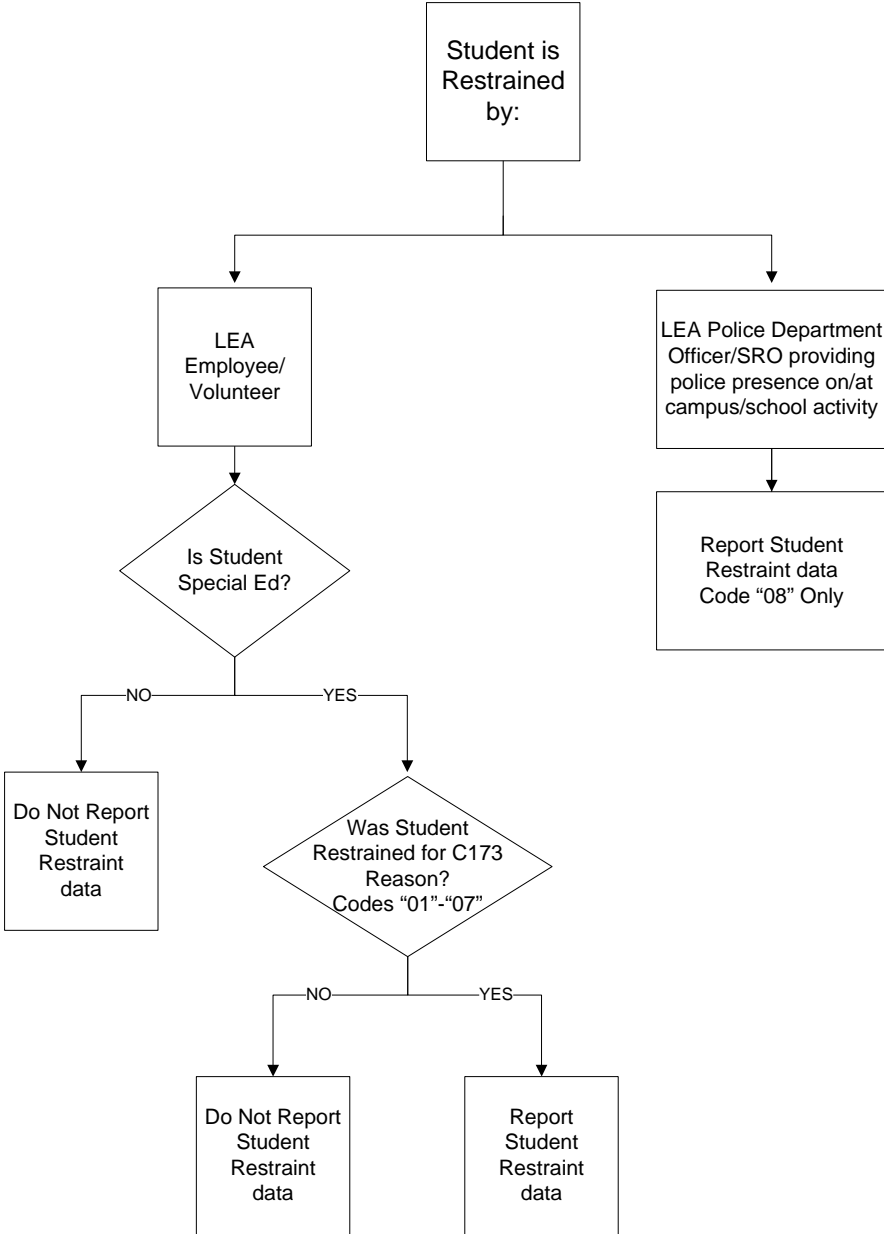 Student is
Restrained
by:
LEA
Employee/
Volunteer
LEA Police Department
Officer/SRO providing
police presence on/at
campus/school activity
Is Student
Special Ed?
Report Student
Restraint data
Code “08” Only
NO
YES
Do Not Report
Student
Restraint
data
Was Student
Restrained for C173
Reason?
Codes “01”-“07”
NO
YES
Do Not Report
Student
Restraint
data
Report
Student
Restraint
data